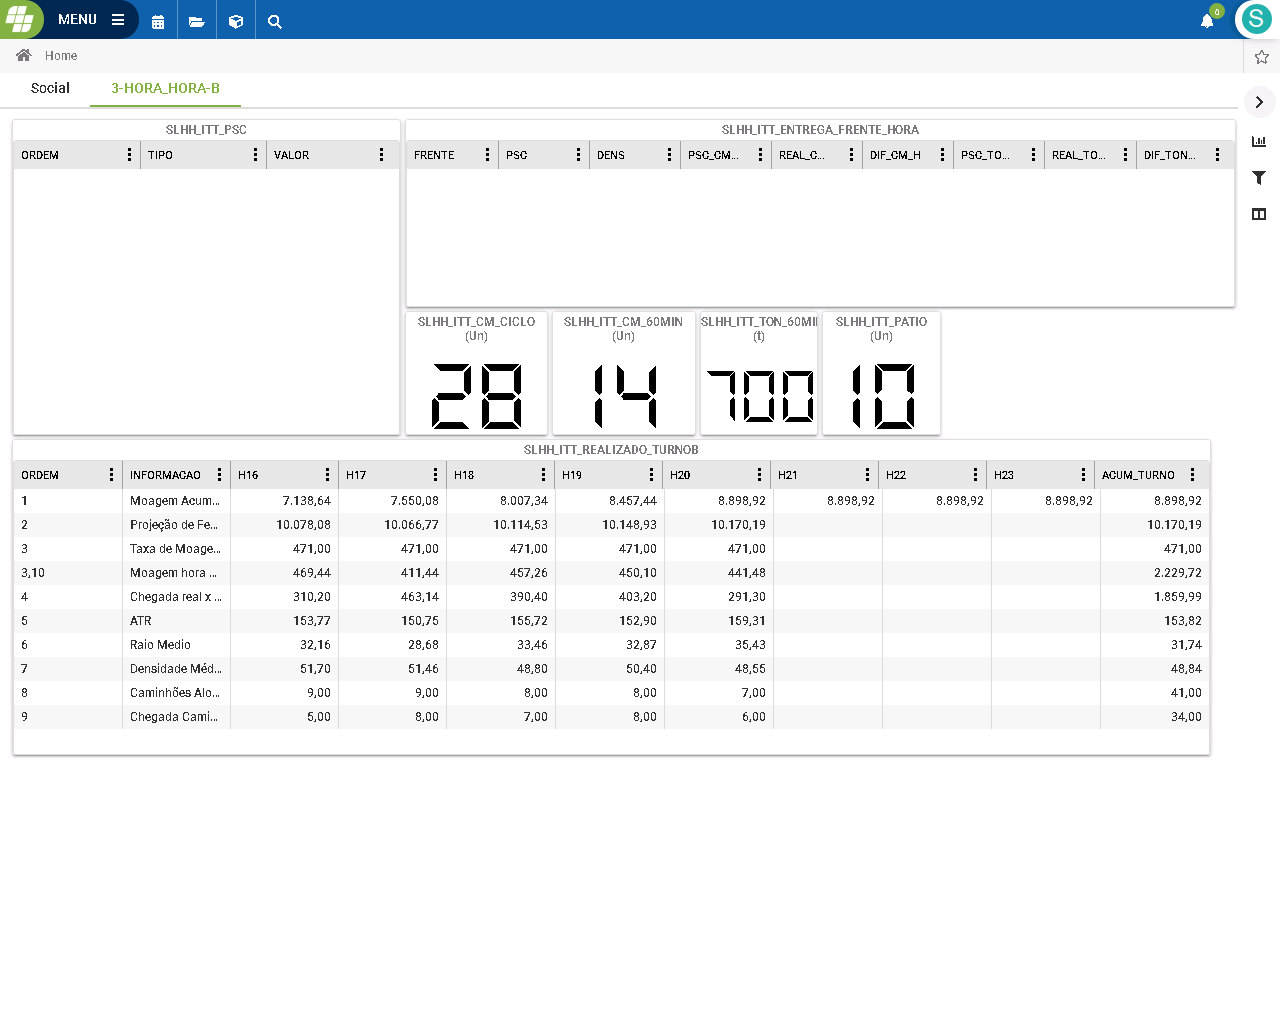 MENU
0
S
Home
Social
3-HORA_HORA-B
SLHH_ITT_PSC
ORDEM TIPO VALOR
SLHH_ITT_ENTREGA_FRENTE_HORA
FRENTE PSC DENS PSC_CM... REAL_C... DIF_CM_H PSC_TO... REAL_TO... DIF_TON...
SLHH_ITT_CM_CICLO
(Un)
28
SLHH_ITT_CM_60MIN
(Un)
14
SLHH_ITT_TON_60MI
(t)
700
SLHH_ITT_PATIO
(Un)
10
SLHH_ITT_REALIZADO_TURNOB
ORDEM INFORMACAO H16 H17 H18 H19 H20 H21 H22 H23 ACUM_TURNO
1 Moagem Acum... 7.138,64 7.550,08 8.007,34 8.457,44 8.898,92 8.898,92 8.898,92 8.898,92 8.898,92
2 Projeção de Fe... 10.078,08 10.066,77 10.114,53 10.148,93 10.170,19 10.170,19
3 Taxa de Moage... 471,00 471,00 471,00 471,00 471,00 471,00
3,10 Moagem hora ... 469,44 411,44 457,26 450,10 441,48 2.229,72
4 Chegada real x ... 310,20 463,14 390,40 403,20 291,30 1.859,99
5 ATR 153,77 150,75 155,72 152,90 159,31 153,82
6 Raio Medio 32,16 28,68 33,46 32,87 35,43 31,74
7 Densidade Méd... 51,70 51,46 48,80 50,40 48,55 48,84
8 Caminhões Alo... 9,00 9,00 8,00 8,00 7,00 41,00
9 Chegada Cami... 5,00 8,00 7,00 8,00 6,00 34,00